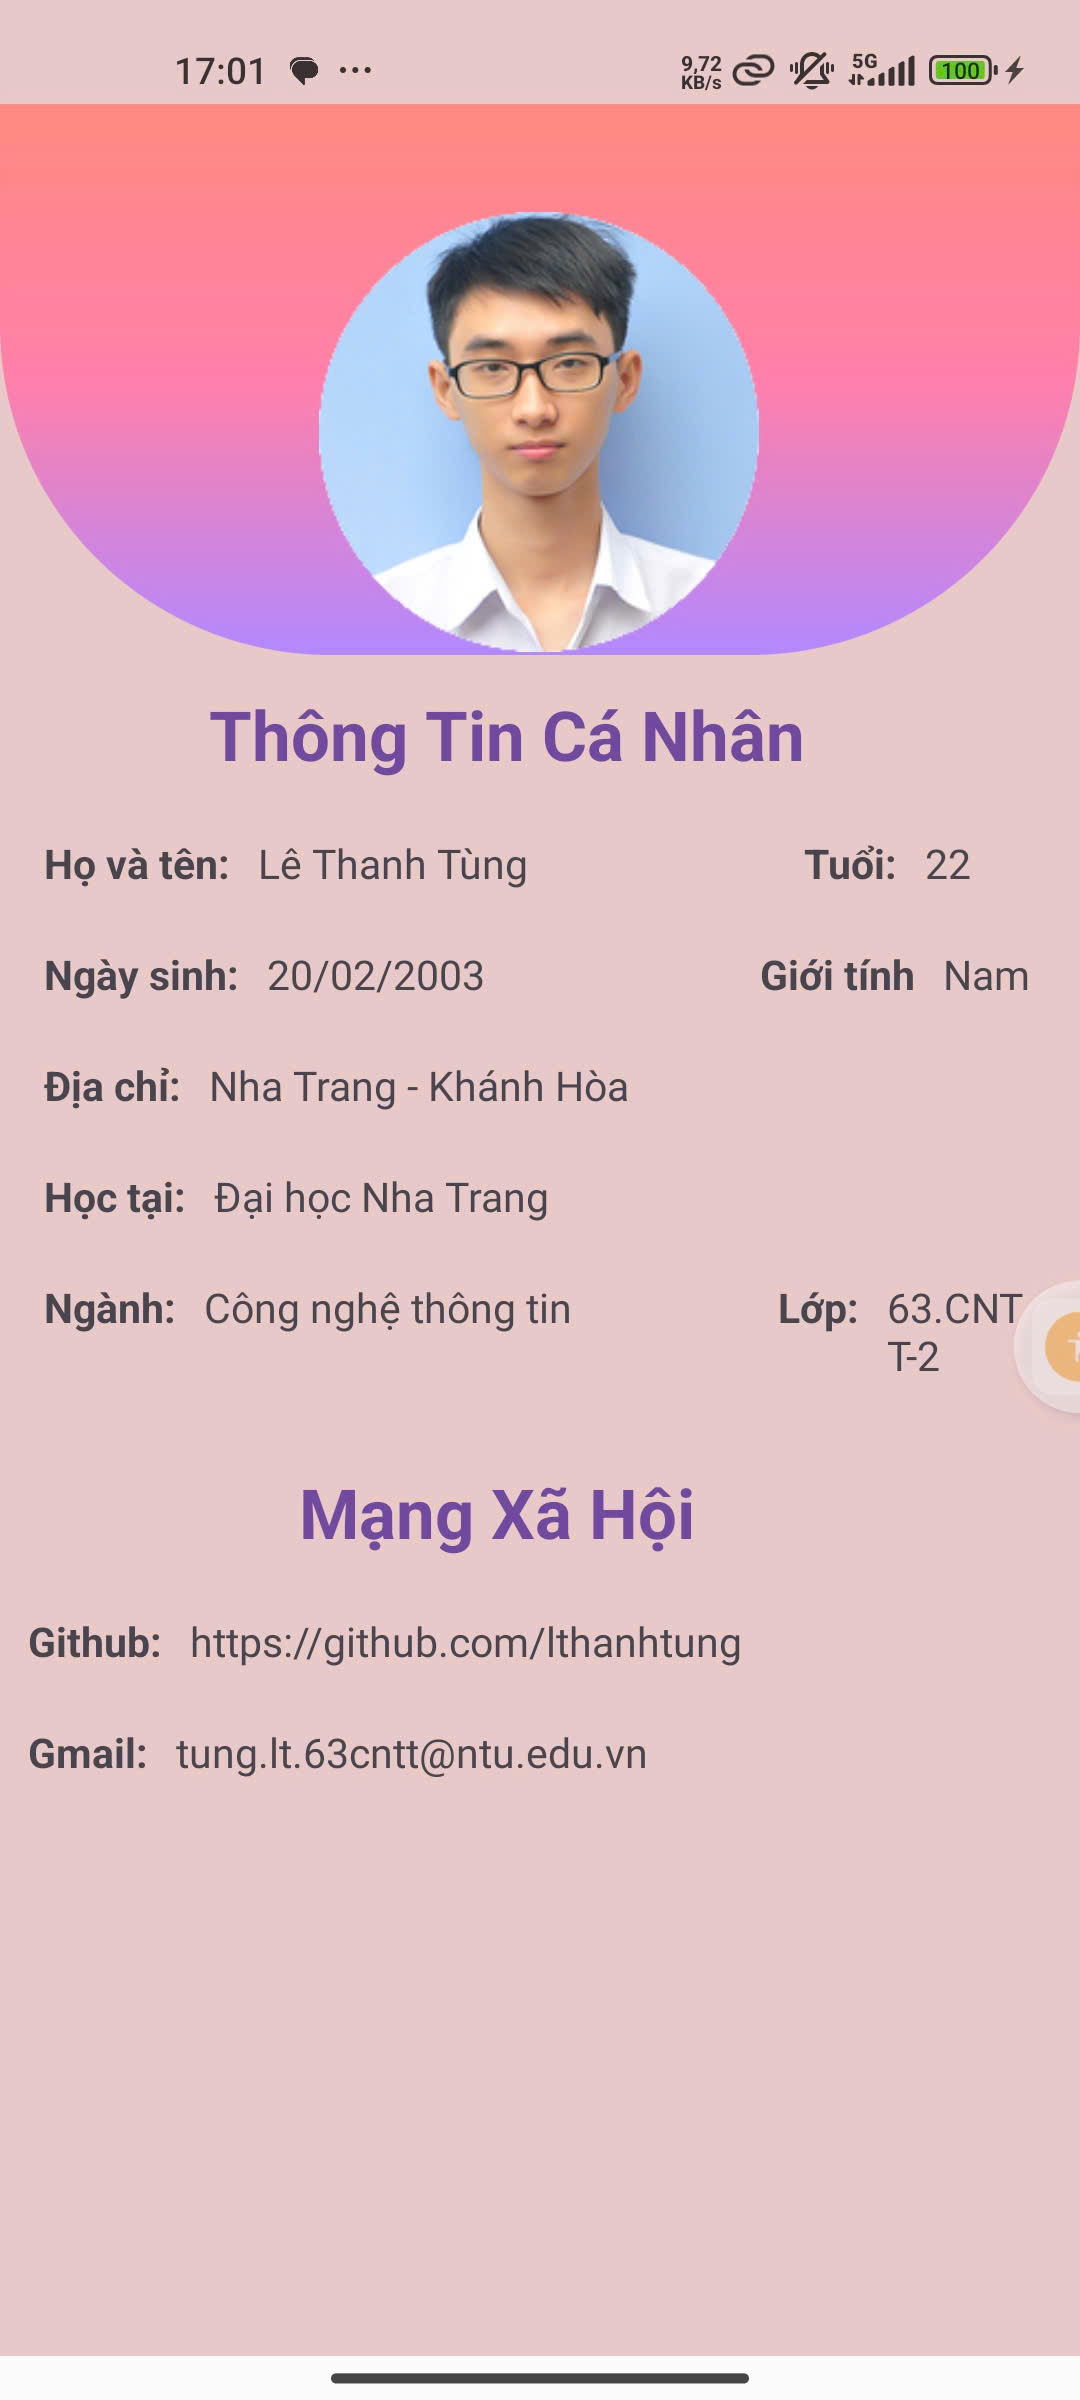 17:01
9,72 KB/s
5G
100
Thông Tin Cá Nhân
Họ và tên: Lê Thanh Tùng Tuổi: 22
Ngày sinh: 20/02/2003 Giới tính Nam
Địa chỉ: Nha Trang - Khánh Hòa
Học tại: Đại học Nha Trang
Ngành: Công nghệ thông tin Lớp: 63.CNT
T-2
Mạng Xã Hội
Github: https://github.com/lthanhtung
Gmail: tung.lt.63cntt@ntu.edu.vn